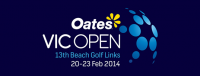 Oates
VIC OPEN
13th Beach Golf Links
20-23 Feb 2014